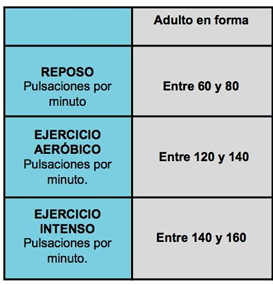 Adulto en forma
REPOSO
Pulsaciones por
minuto
Entre 60 y 80
EJERCICIO
AERÓBICO
Pulsaciones por
minuto.
Entre 120 y 140
EJERCICIO
INTENSO
Pulsaciones por
minuto.
Entre 140 y 160